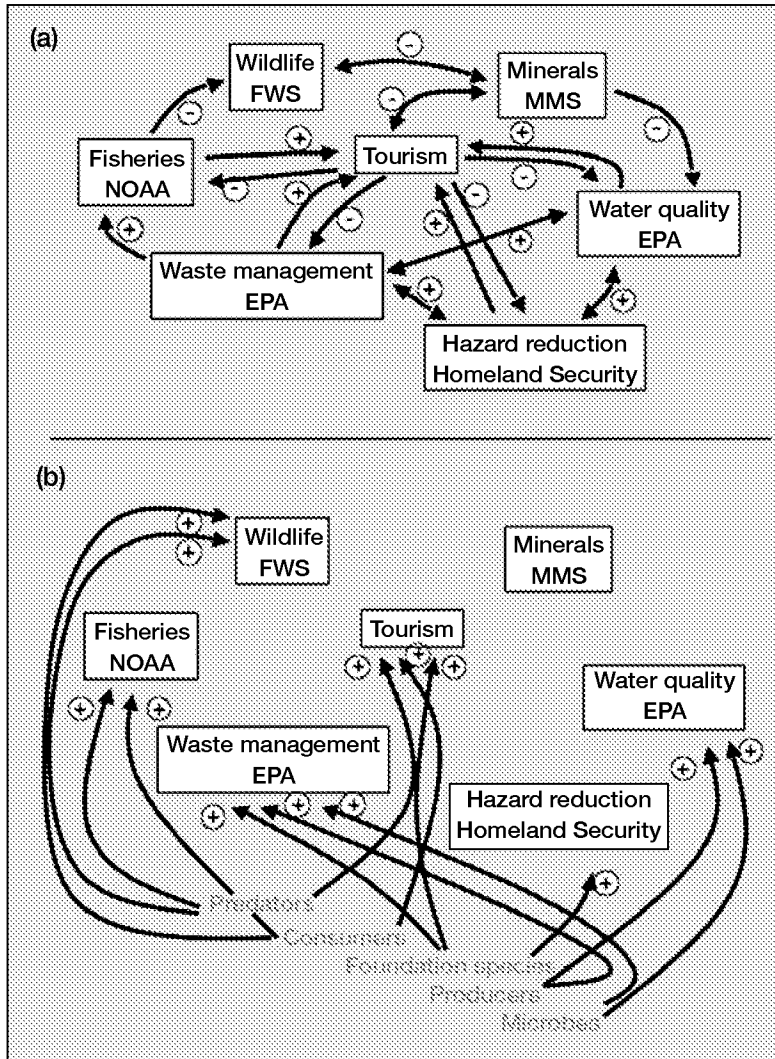 (a)
Wildlife
FWS
Minerals
MMS
Fisheries
NOAA
Tourism
Water quality
EPA
Waste management
EPA
Hazard reduction
Homeland Security
(b)
Wildlife
FWS
Minerals
MMS
Fisheries
NOAA
Tourism
Water quality
EPA
Waste management
EPA
Hazard reduction
Homeland Security
Predators
Consumers
Foundation species
Producers
Microbes